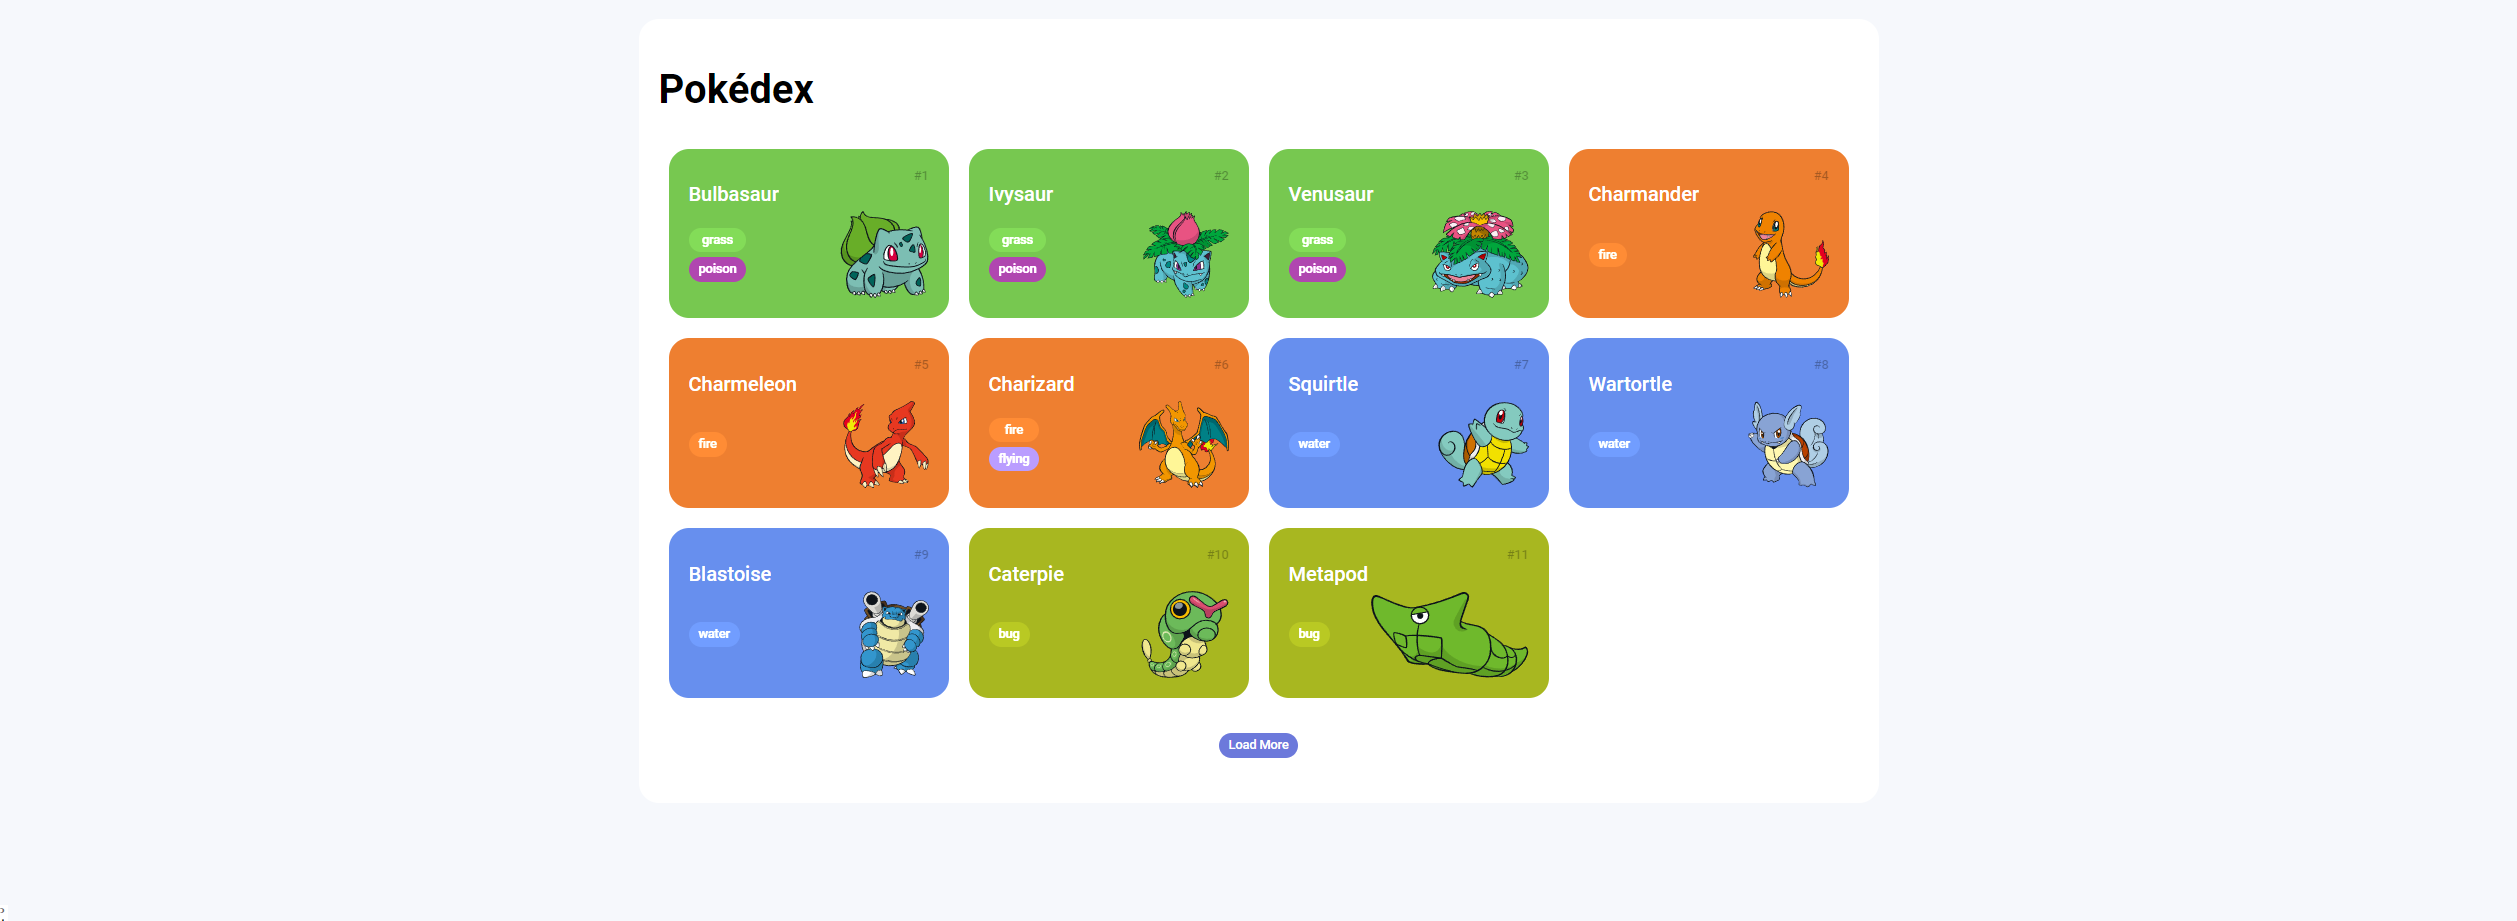 Pokédex
#1
Bulbasaur
grass
poison
#2
Ivysaur
grass
poison
#3
Venusaur
grass
poison
#4
Charmander
fire
#5
Charmeleon
fire
#6
Charizard
fire
flying
#7
Squirtle
water
#8
Wartortle
water
#9
Blastoise
water
#10
Caterpie
bug
#11
Metapod
bug
Load More